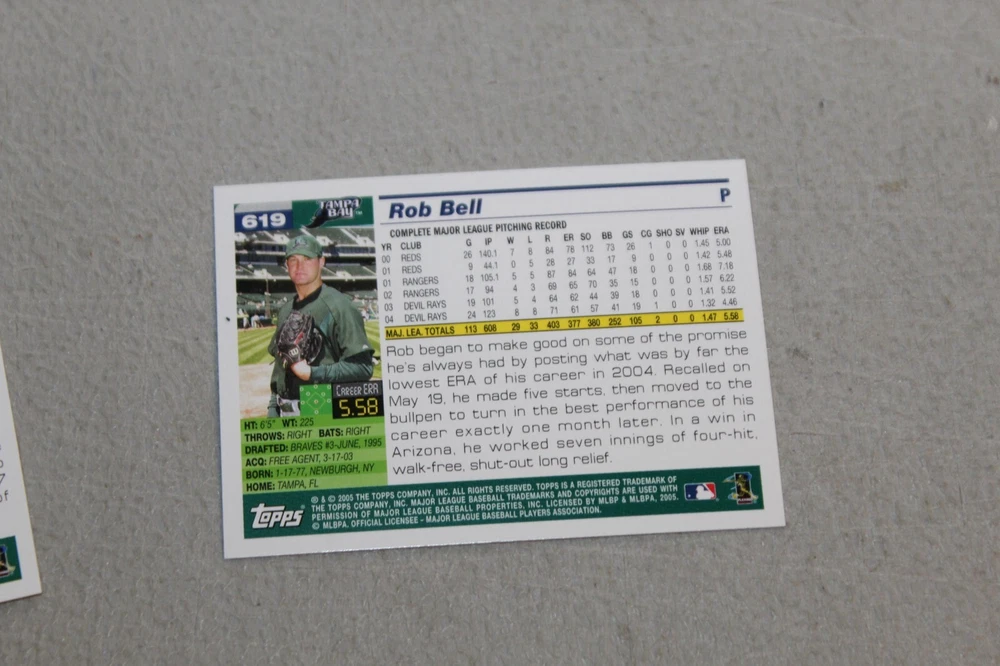 619
TAMPA
BAY™
Rob Bell
P
COMPLETE MAJOR LEAGUE PITCHING RECORD
YR CLUB G IP W L R ER SO BB GS CG SHO SV WHIP ERA
00 REDS 26 140.1 7 8 84 78 112 73 26 1 0 0 1.45 5.00
01 REDS 9 44.1 0 5 28 27 33 17 9 0 0 0 1.42 5.48
01 RANGERS 18 105.1 5 5 87 84 64 47 18 0 0 0 1.68 7.18
02 RANGERS 17 94 4 3 69 65 70 35 15 0 0 0 1.57 6.22
03 DEVIL RAYS 19 101 5 4 64 62 44 39 18 0 0 0 1.41 5.52
04 DEVIL RAYS 24 123 8 8 71 61 57 41 19 1 0 0 1.32 4.46
MAJ. LEA. TOTALS 113 608 29 33 403 377 380 252 105 2 0 0 1.47 5.58
Rob began to make good on some of the promise
he's always had by posting what was by far the
lowest ERA of his career in 2004. Recalled on
May 19, he made five starts, then moved to the
bullpen to turn in the best performance of his
career exactly one month later. In a win in
Arizona, he worked seven innings of four-hit,
walk-free, shut-out long relief.
CAREER ERA
5.58
HT: 6'5" WT: 225
THROWS: RIGHT BATS: RIGHT
DRAFTED: BRAVES #3-JUNE, 1995
ACQ: FREE AGENT, 3-17-03
BORN: 1-17-77, NEWBURGH, NY
HOME: TAMPA, FL
topps®
® & © 2005 THE TOPPS COMPANY, INC. ALL RIGHTS RESERVED. TOPPS IS A REGISTERED TRADEMARK OF
THE TOPPS COMPANY, INC. MAJOR LEAGUE BASEBALL TRADEMARKS AND COPYRIGHTS ARE USED WITH
PERMISSION OF MAJOR LEAGUE BASEBALL PROPERTIES, INC. LICENSED BY MLBP & MLBPA, 2005.
© MLBPA. OFFICIAL LICENSEE - MAJOR LEAGUE BASEBALL PLAYERS ASSOCIATION.
7
of